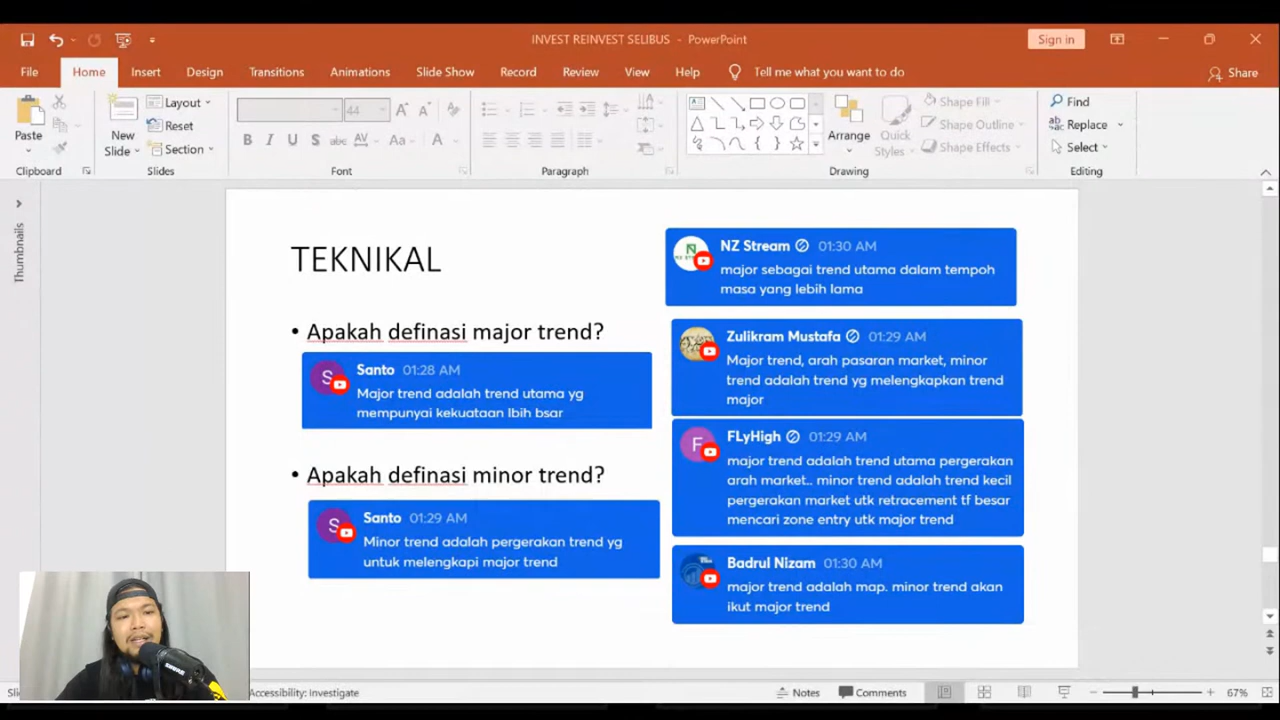 INVEST REINVEST SELIBUS - PowerPoint
Sign in
File Home Insert Design Transitions Animations Slide Show Record Review View Help Tell me what you want to do Share
Paste
Clipboard
New Slide
Layout
Reset
Section
Slides
44
Font
Paragraph
Arrange
Quick Styles
Shape Fill
Shape Outline
Shape Effects
Drawing
Find
Replace
Select
Editing
Thumbnails
TEKNIKAL
• Apakah definasi major trend?
S
Santo 01:28 AM
Major trend adalah trend utama yg
mempunyai kekuataan lbih bsar
• Apakah definasi minor trend?
S
Santo 01:29 AM
Minor trend adalah pergerakan trend yg
untuk melengkapi major trend
NZ Stream 01:30 AM
major sebagai trend utama dalam tempoh
masa yang lebih lama
Zulikram Mustafa 01:29 AM
Major trend, arah pasaran market, minor
trend adalah trend yg melengkapkan trend
major
F
FLyHigh 01:29 AM
major trend adalah trend utama pergerakan
arah market.. minor trend adalah trend kecil
pergerakan market utk retracement tf besar
mencari zone entry utk major trend
Badrul Nizam 01:30 AM
major trend adalah map. minor trend akan
ikut major trend
SHURE
Accessibility: Investigate
Notes
Comments
67%